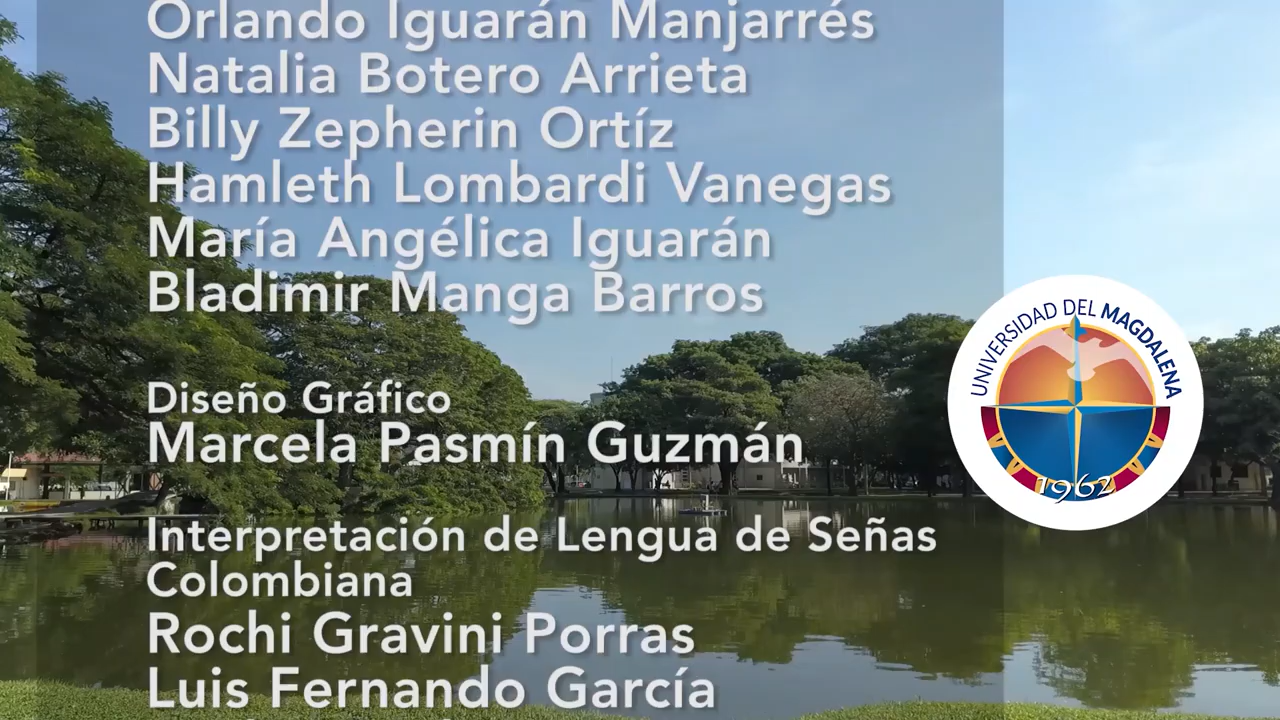 Orlando Iguarán Manjarrés
Natalia Botero Arrieta
Billy Zepherin Ortíz
Hamleth Lombardi Vanegas
María Angélica Iguarán
Bladimir Manga Barros
Diseño Gráfico
Marcela Pasmín Guzmán
Interpretación de Lengua de Señas
Colombiana
Rochi Gravini Porras
Luis Fernando García
UNIVERSIDAD DEL MAGDALENA
1962